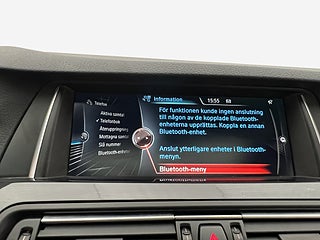 Information
15:55
68
Telefon
Aktiva samtal
Telefonbok
Återuppringning
Mottagna samtal
Slå nummer
Bluetooth-enheter
För funktionen kunde ingen anslutning
till någon av de kopplade Bluetooth-
enheterna upprättas. Koppla en annan
Bluetooth-enhet.
Anslut ytterligare enheter i Bluetooth-
menyn.
Bluetooth-meny